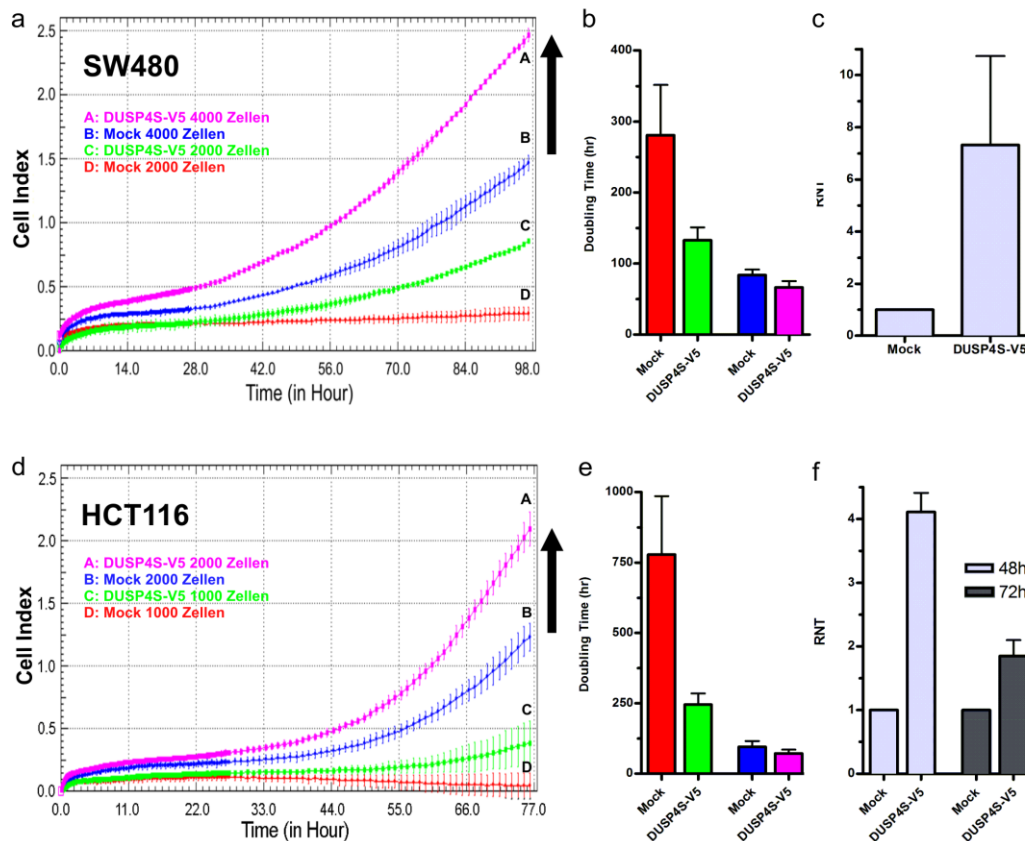 a
SW480
A: DUSP4S-V5 4000 Zellen
B: Mock 4000 Zellen
C: DUSP4S-V5 2000 Zellen
D: Mock 2000 Zellen
A
B
C
D
Cell Index
2.5
2.0
1.5
1.0
0.5
0.0
0.0 14.0 28.0 42.0 56.0 70.0 84.0 98.0
Time (in Hour)
b
Doubling Time (hr)
400
300
200
100
0
Mock DUSP4S-V5 Mock DUSP4S-V5
c
RNT
10
8
6
4
2
0
Mock DUSP4S-V5
d
HCT116
A: DUSP4S-V5 2000 Zellen
B: Mock 2000 Zellen
C: DUSP4S-V5 1000 Zellen
D: Mock 1000 Zellen
A
B
C
D
Cell Index
2.5
2.0
1.5
1.0
0.5
0.0
0.0 11.0 22.0 33.0 44.0 55.0 66.0 77.0
Time (in Hour)
e
Doubling Time (hr)
1000
750
500
250
0
Mock DUSP4S-V5 Mock DUSP4S-V5
f
RNT
4
2
1
0
48h
72h
Mock DUSP4S-V5 Mock DUSP4S-V5